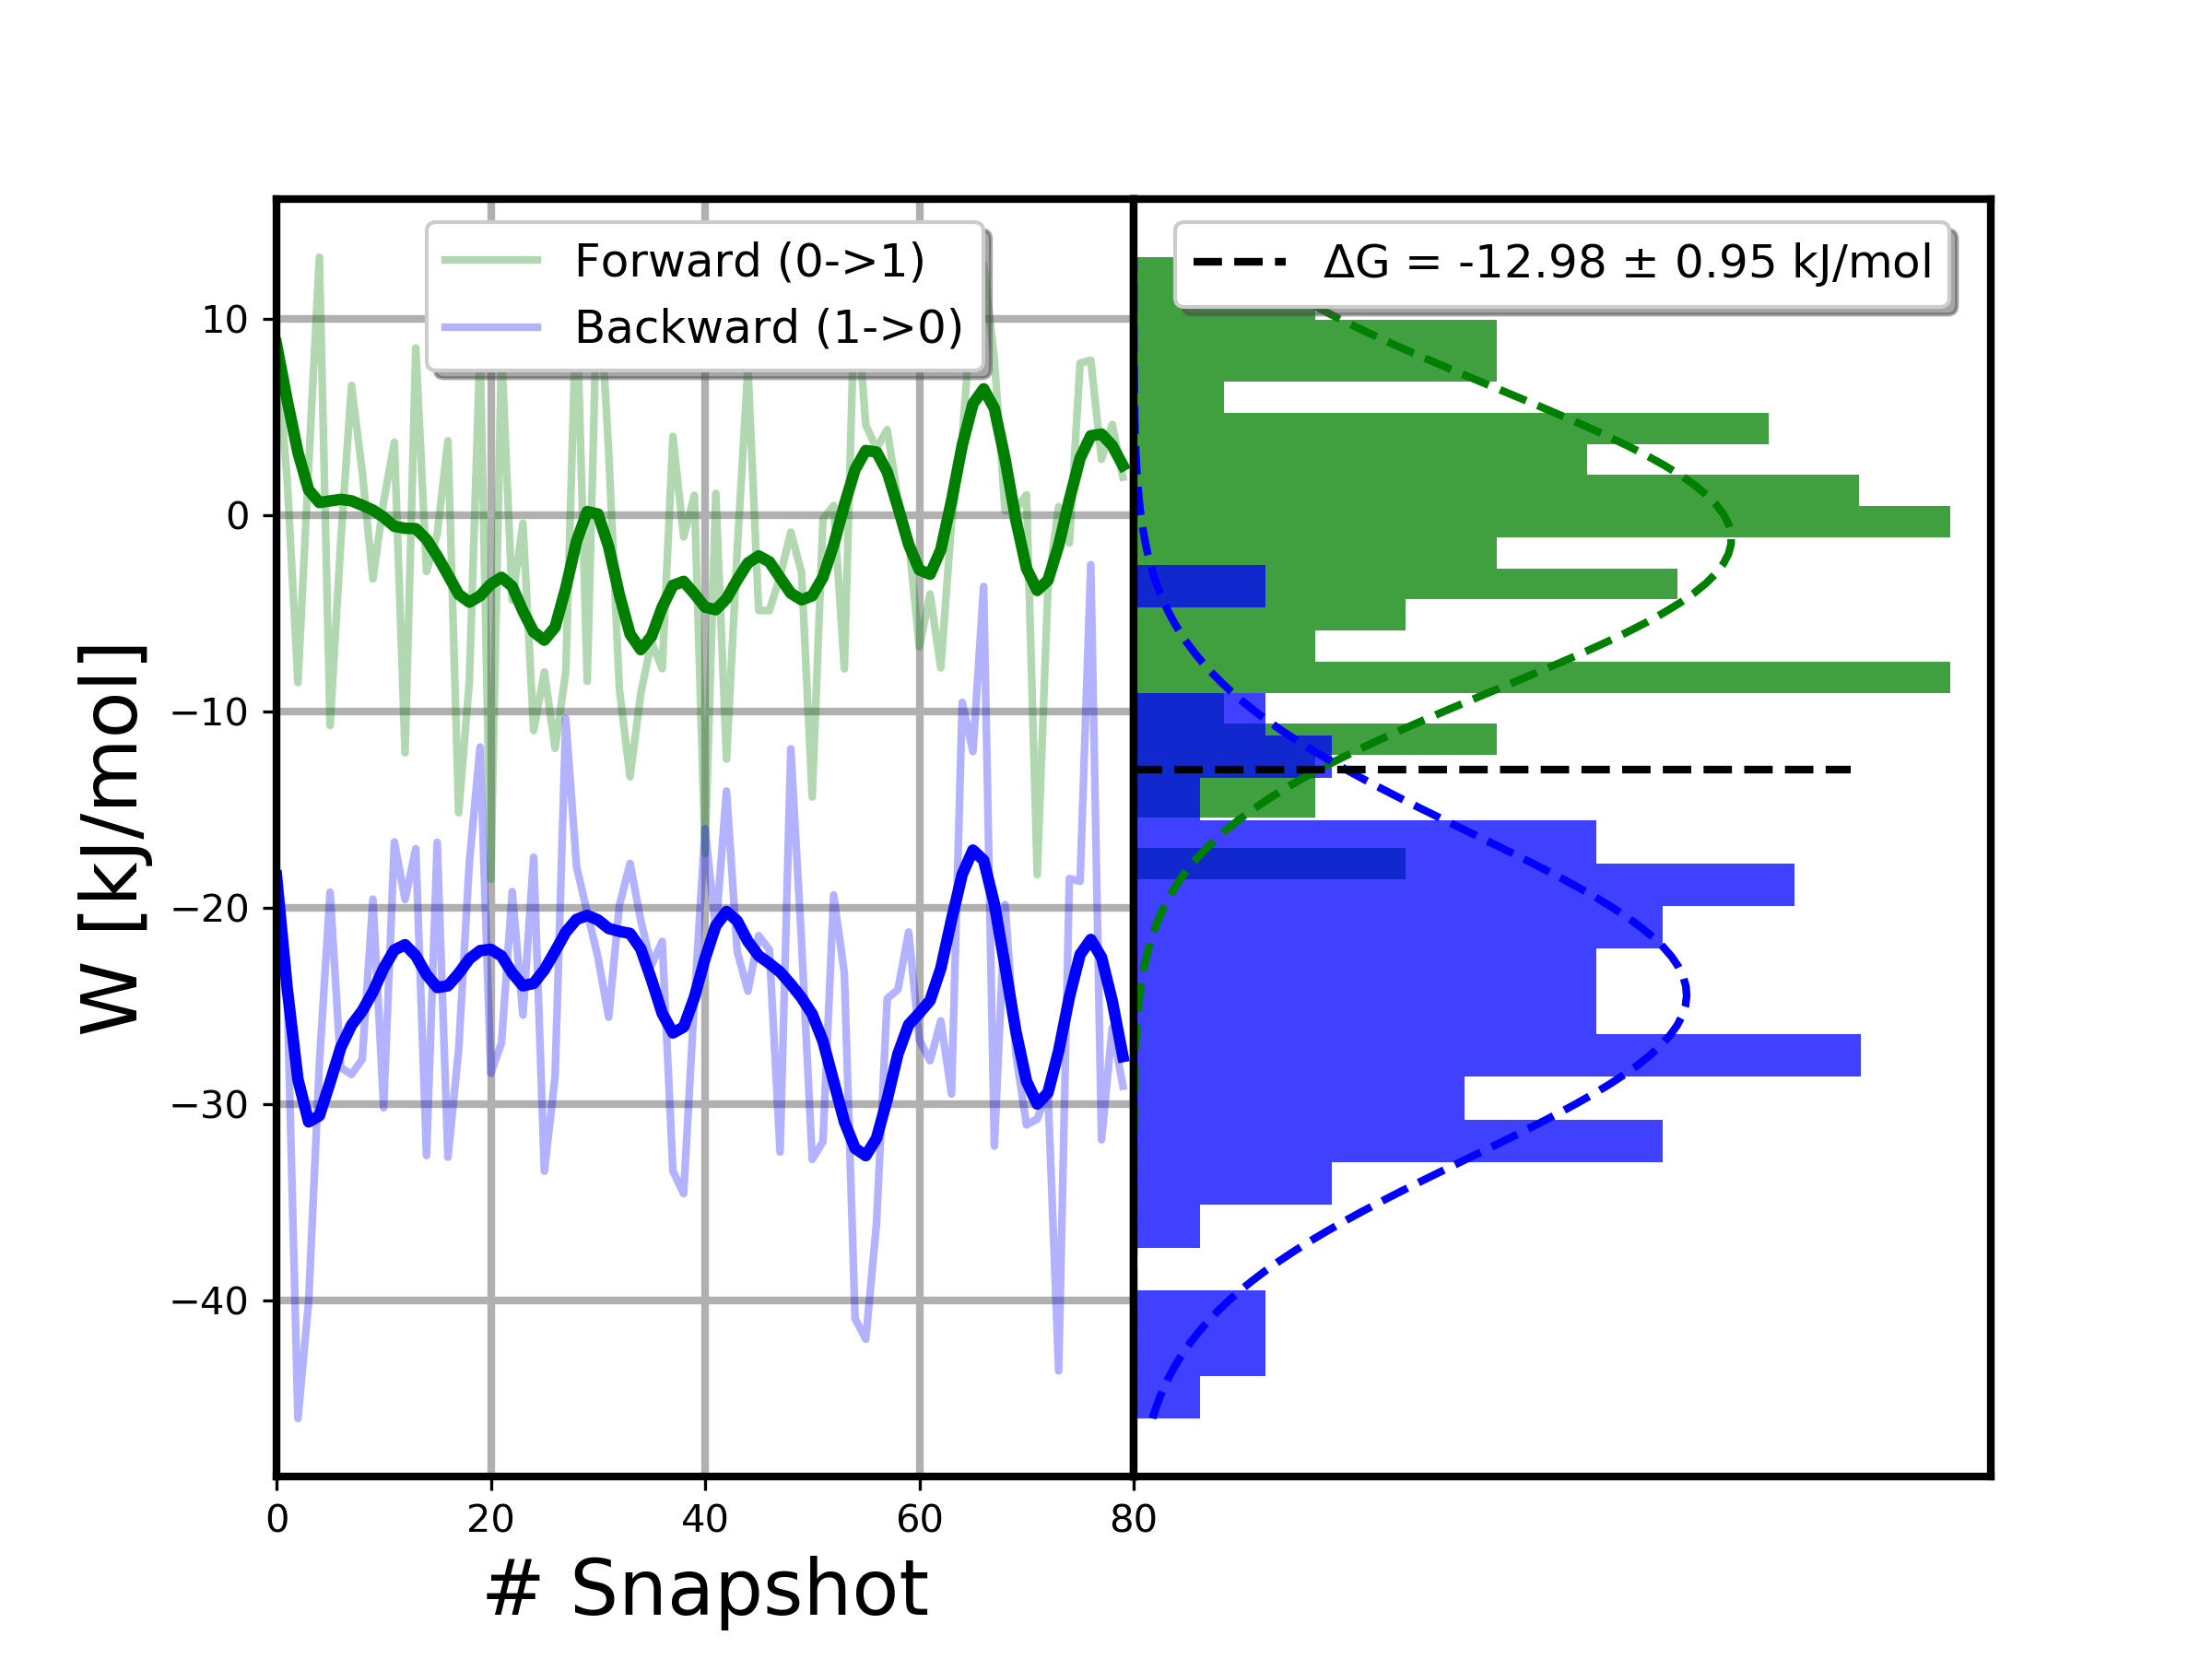 Forward (0->1)
Backward (1->0)
ΔG = -12.98 ± 0.95 kJ/mol
W [kJ/mol]
10
0
−10
−20
−30
−40
0 20 40 60 80
# Snapshot